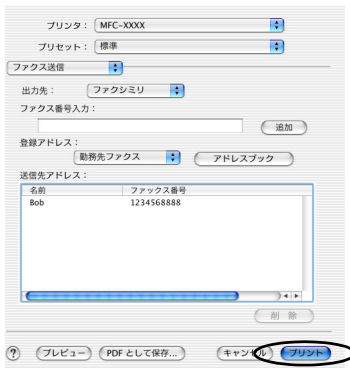 プリンタ： MFC-XXXX
プリセット： 標準
ファクス送信
出力先： ファクシミリ
ファクス番号入力：
追加
登録アドレス：
勤務先ファクス アドレスブック
送信先アドレス：
名前 ファックス番号
Bob 1234568888
削除
? プレビュー PDF として保存... キャンセル プリント